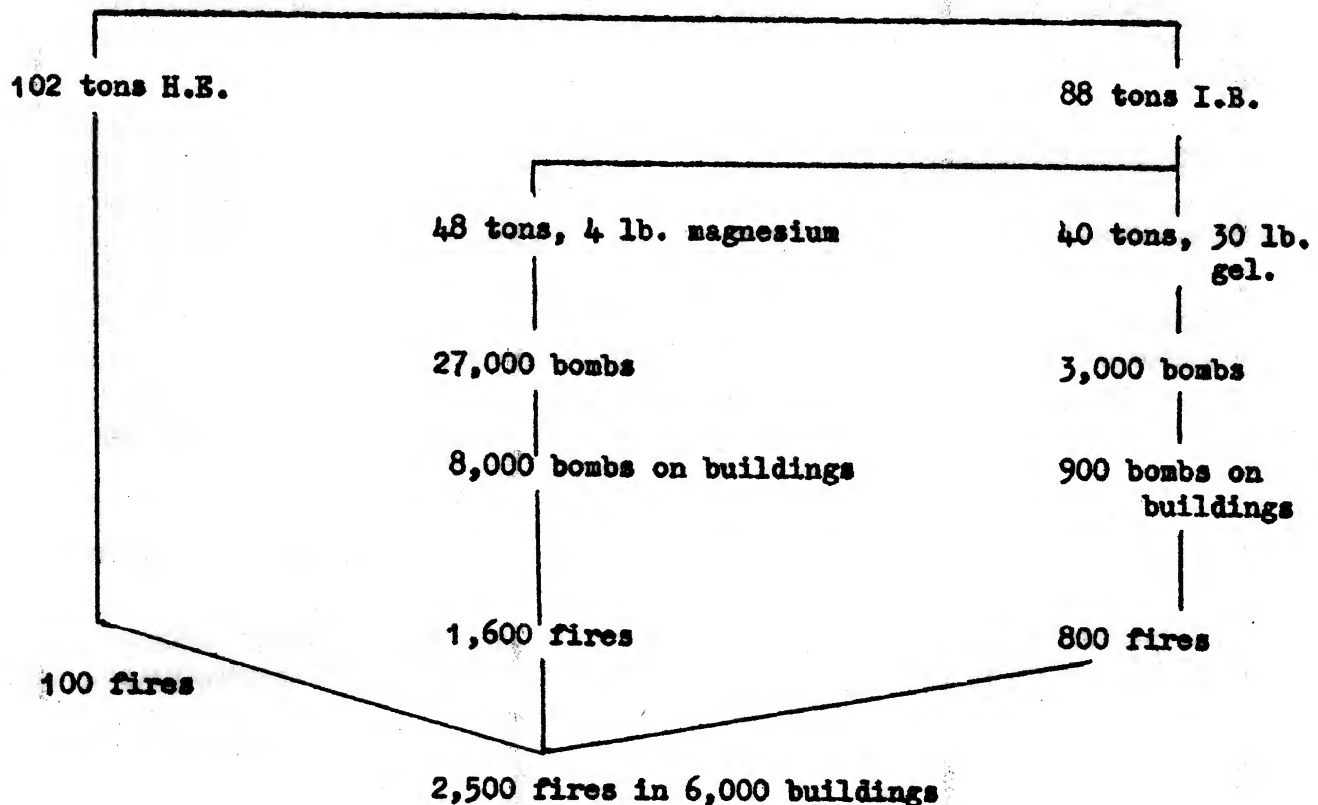 102 tons H.E.
88 tons I.B.
48 tons, 4 lb. magnesium
40 tons, 30 lb.
gel.
27,000 bombs
3,000 bombs
8,000 bombs on buildings
900 bombs on
buildings
1,600 fires
800 fires
100 fires
2,500 fires in 6,000 buildings